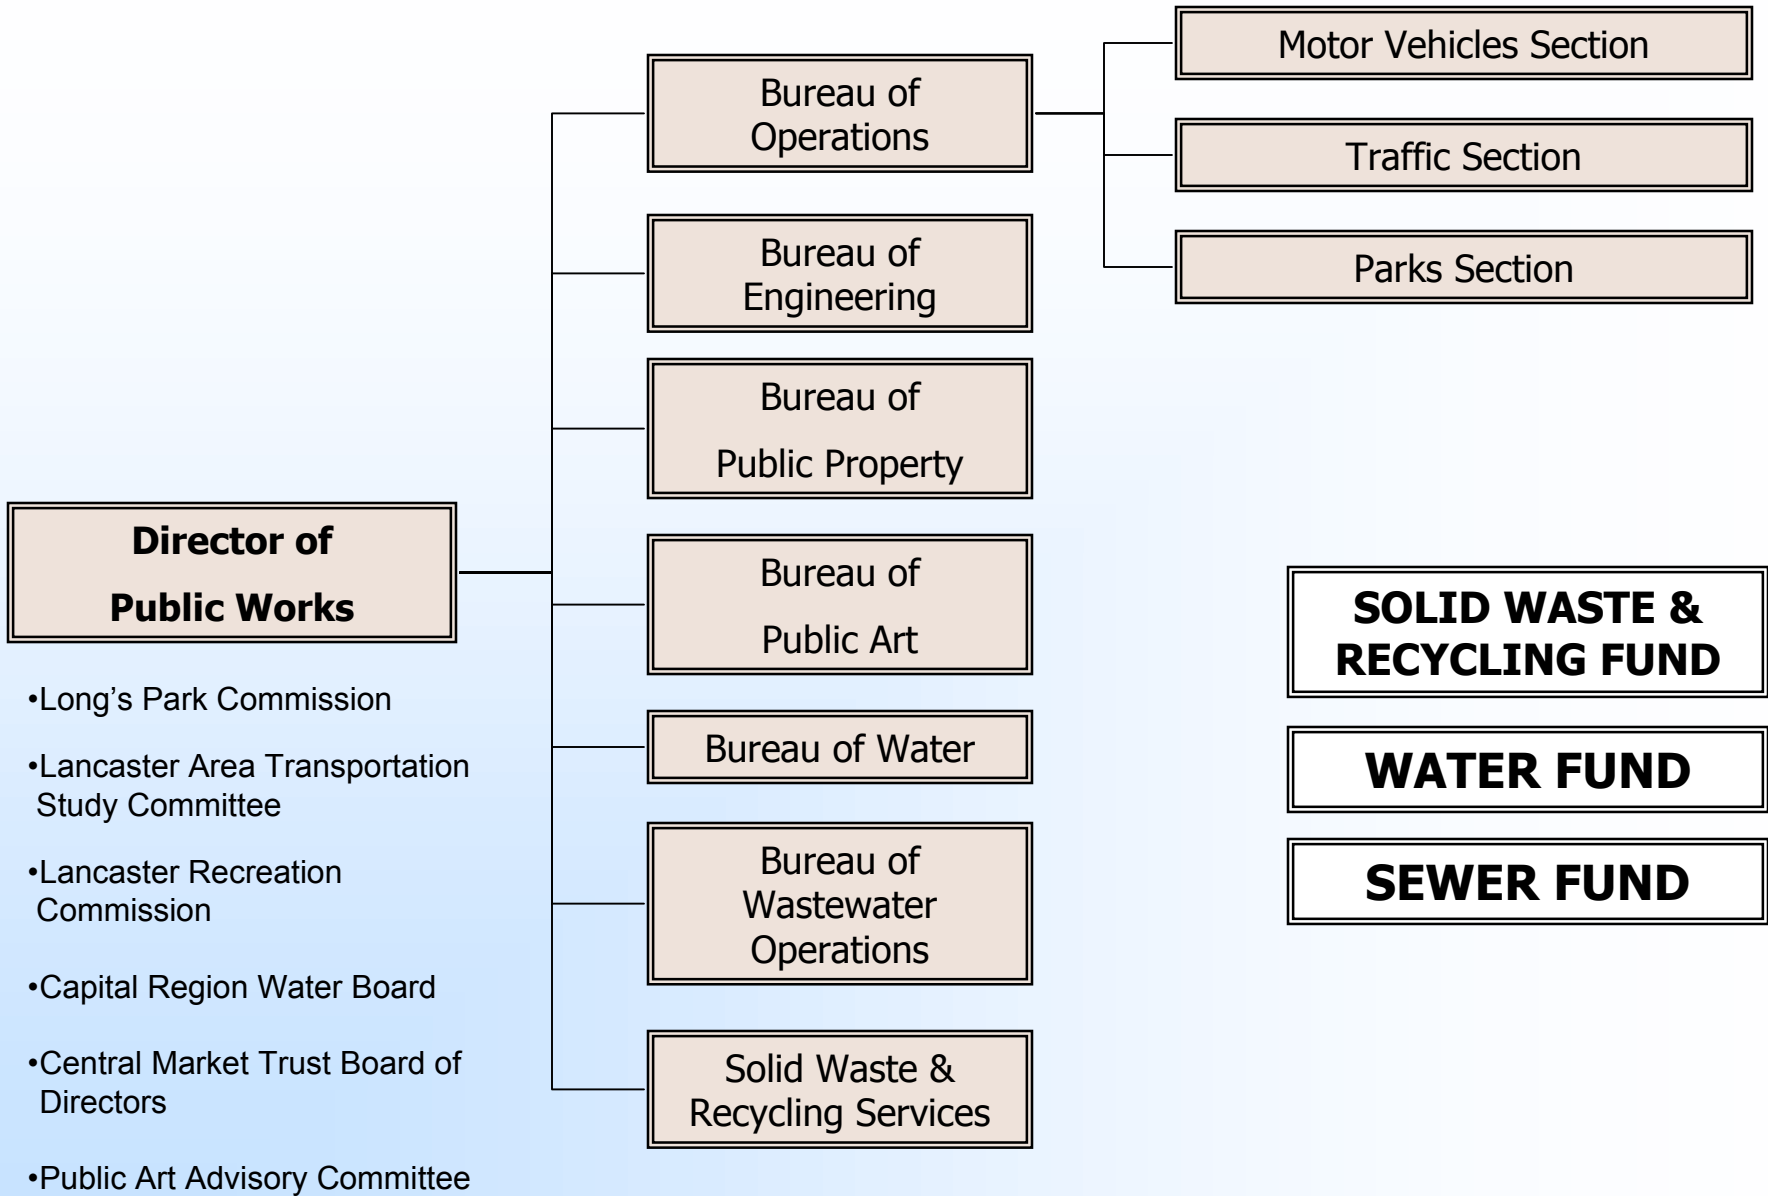 Director of
Public Works
•Long's Park Commission
•Lancaster Area Transportation
Study Committee
•Lancaster Recreation
Commission
•Capital Region Water Board
•Central Market Trust Board of
Directors
•Public Art Advisory Committee
Bureau of
Operations
Bureau of
Engineering
Bureau of
Public Property
Bureau of
Public Art
Bureau of Water
Bureau of
Wastewater
Operations
Solid Waste &
Recycling Services
Motor Vehicles Section
Traffic Section
Parks Section
SOLID WASTE &
RECYCLING FUND
WATER FUND
SEWER FUND